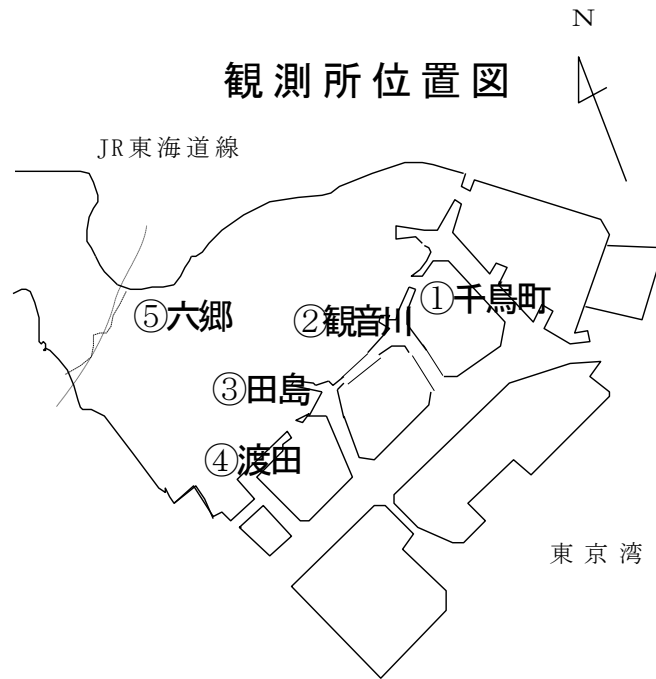 N
観測所位置図
JR東海道線
①千鳥町
②観音川
⑤六郷
③田島
④渡田
東京湾